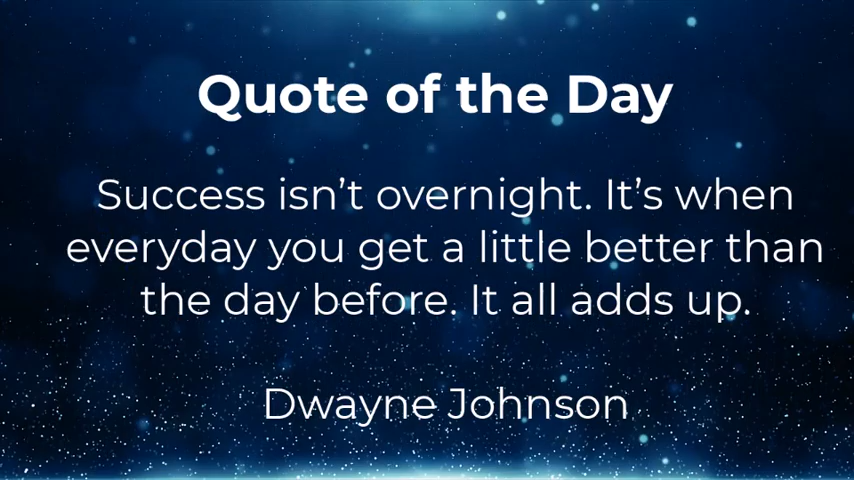 Quote of the Day
Success isn’t overnight. It’s when
everyday you get a little better than
the day before. It all adds up.
Dwayne Johnson